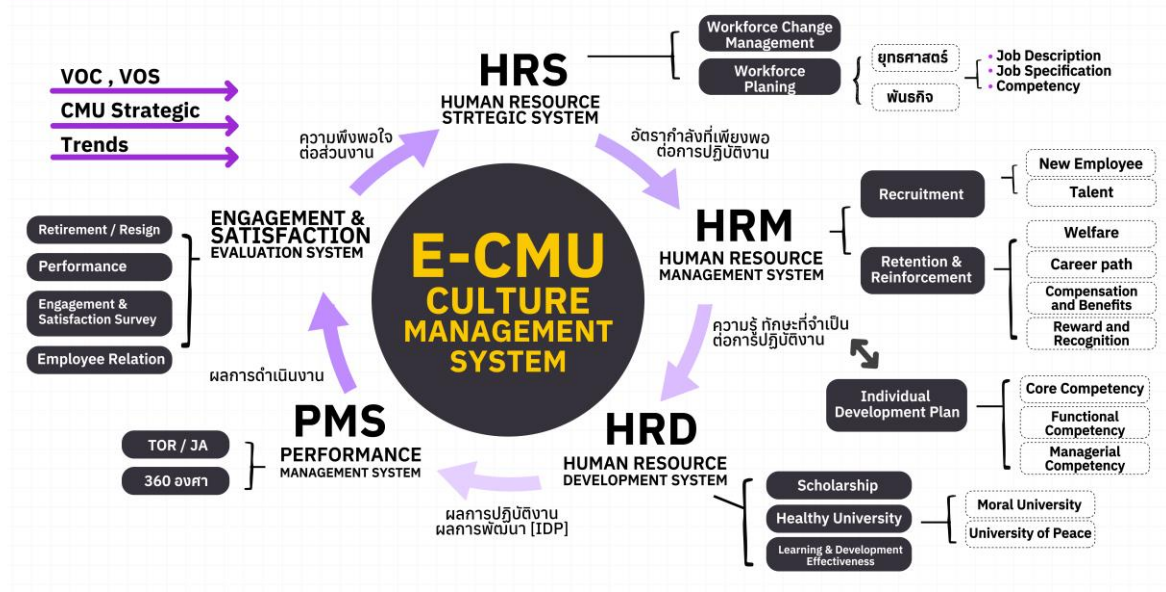 VOC , VOS
CMU Strategic
Trends
HRS
HUMAN RESOURCE
STRTEGIC SYSTEM
Workforce Change
Management
Workforce
Planing
ยุทธศาสตร์
พันธกิจ
• Job Description
• Job Specification
• Competency
ความพึงพอใจ
ต่อส่วนงาน
อัตรากำลังที่เพียงพอ
ต่อการปฏิบัติงาน
E-CMU
CULTURE
MANAGEMENT
SYSTEM
HRM
HUMAN RESOURCE
MANAGEMENT SYSTEM
Recruitment
New Employee
Talent
Retention &
Reinforcement
Welfare
Career path
Compensation
and Benefits
Reward and
Recognition
ความรู้ ทักษะที่จำเป็น
ต่อการปฏิบัติงาน
Individual
Development Plan
Core Competency
Functional
Competency
Managerial
Competency
HRD
HUMAN RESOURCE
DEVELOPMENT SYSTEM
Scholarship
Healthy University
Learning & Development
Effectiveness
Moral University
University of Peace
ผลการปฏิบัติงาน
ผลการพัฒนา [IDP]
PMS
PERFORMANCE
MANAGEMENT SYSTEM
TOR / JA
360 องศา
ผลการดำเนินงาน
ENGAGEMENT &
SATISFACTION
EVALUATION SYSTEM
Retirement / Resign
Performance
Engagement &
Satisfaction Survey
Employee Relation